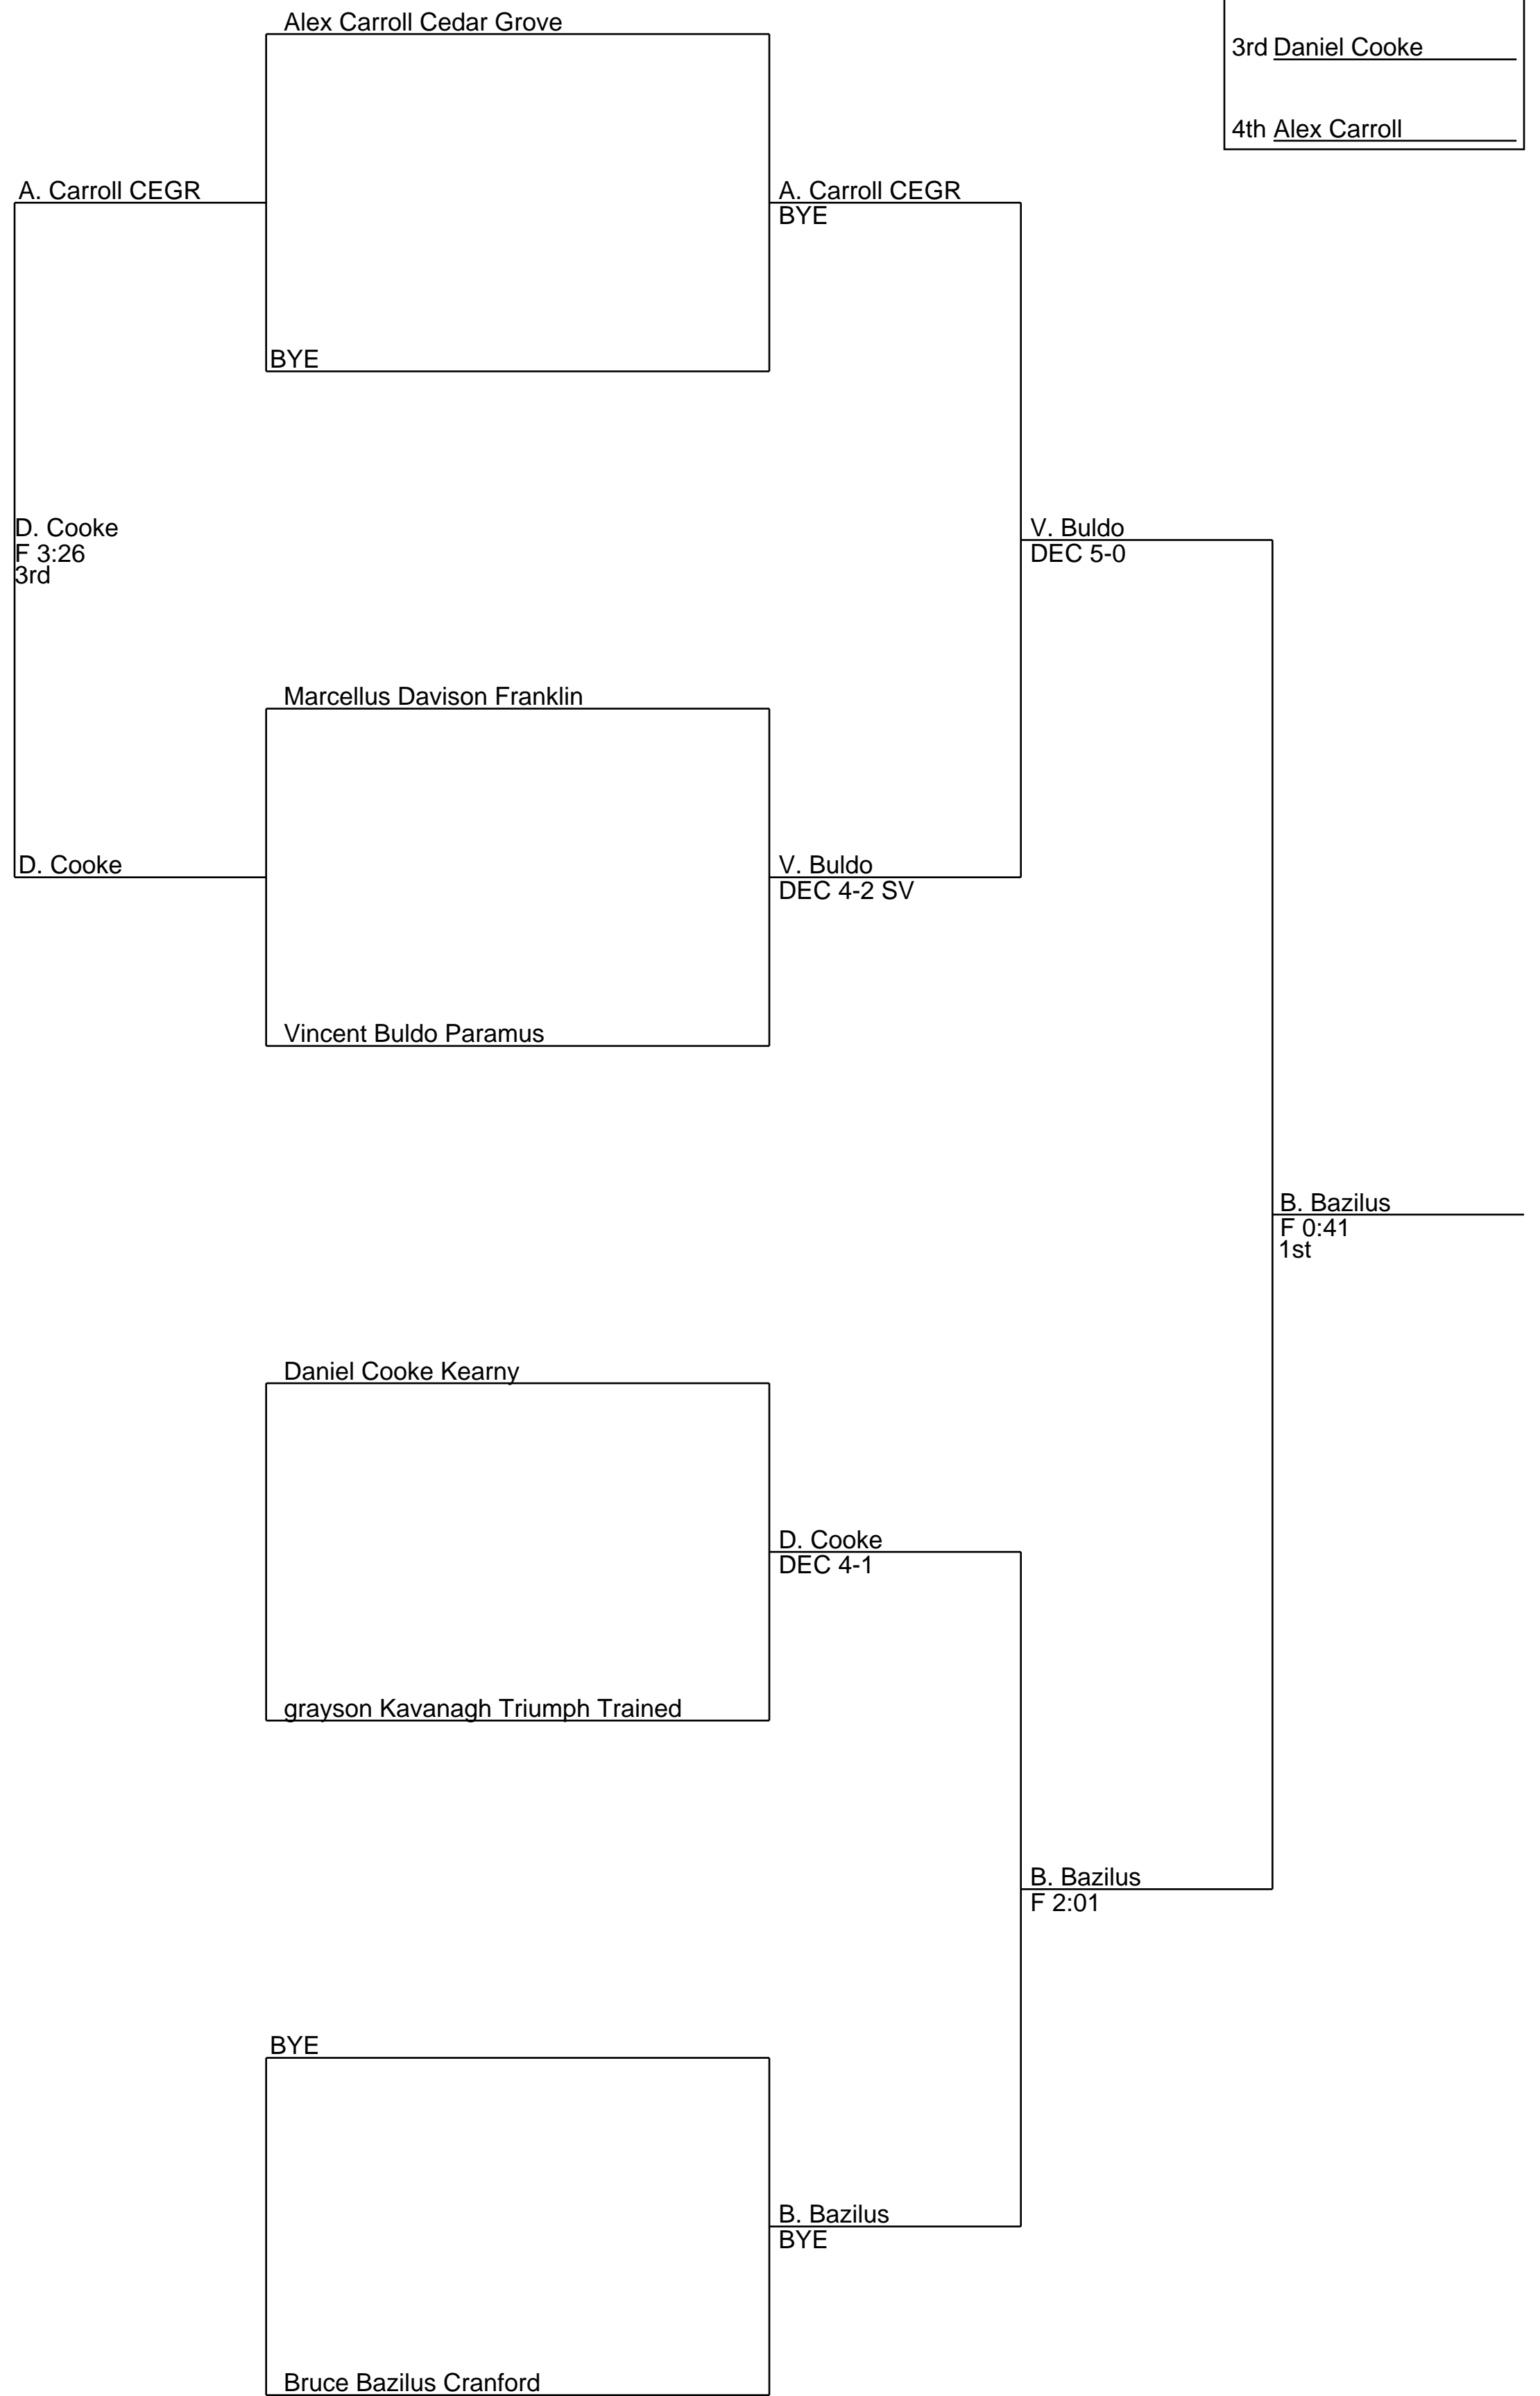 Alex Carroll Cedar Grove
3rd Daniel Cooke
4th Alex Carroll
A. Carroll CEGR
A. Carroll CEGR
BYE
BYE
D. Cooke
F 3:26
3rd
V. Buldo
DEC 5-0
Marcellus Davison Franklin
D. Cooke
V. Buldo
DEC 4-2 SV
Vincent Buldo Paramus
B. Bazilus
F 0:41
1st
Daniel Cooke Kearny
D. Cooke
DEC 4-1
grayson Kavanagh Triumph Trained
B. Bazilus
F 2:01
BYE
B. Bazilus
BYE
Bruce Bazilus Cranford